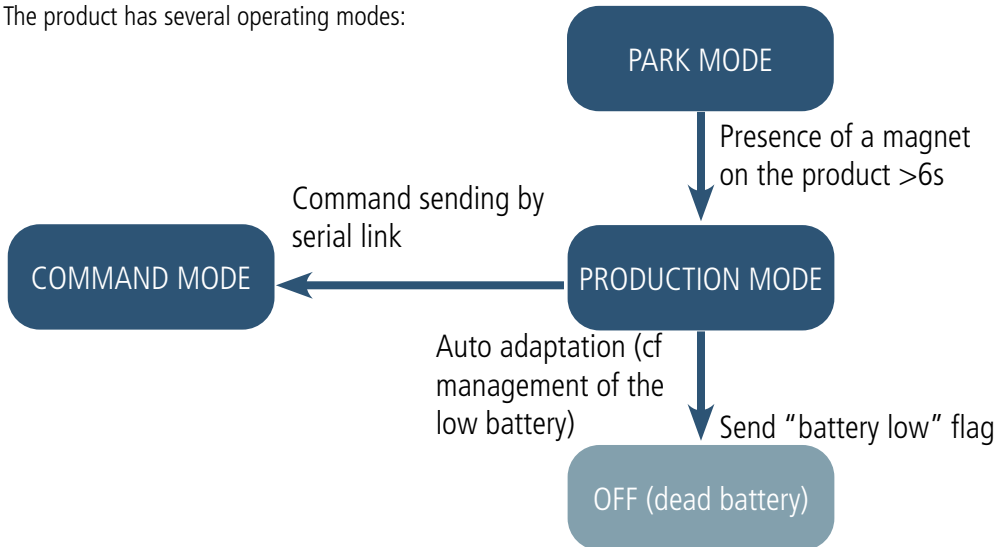 The product has several operating modes:
PARK MODE
Presence of a magnet
on the product >6s
Command sending by
serial link
COMMAND MODE
PRODUCTION MODE
Auto adaptation (cf
management of the
low battery)
Send “battery low” flag
OFF (dead battery)